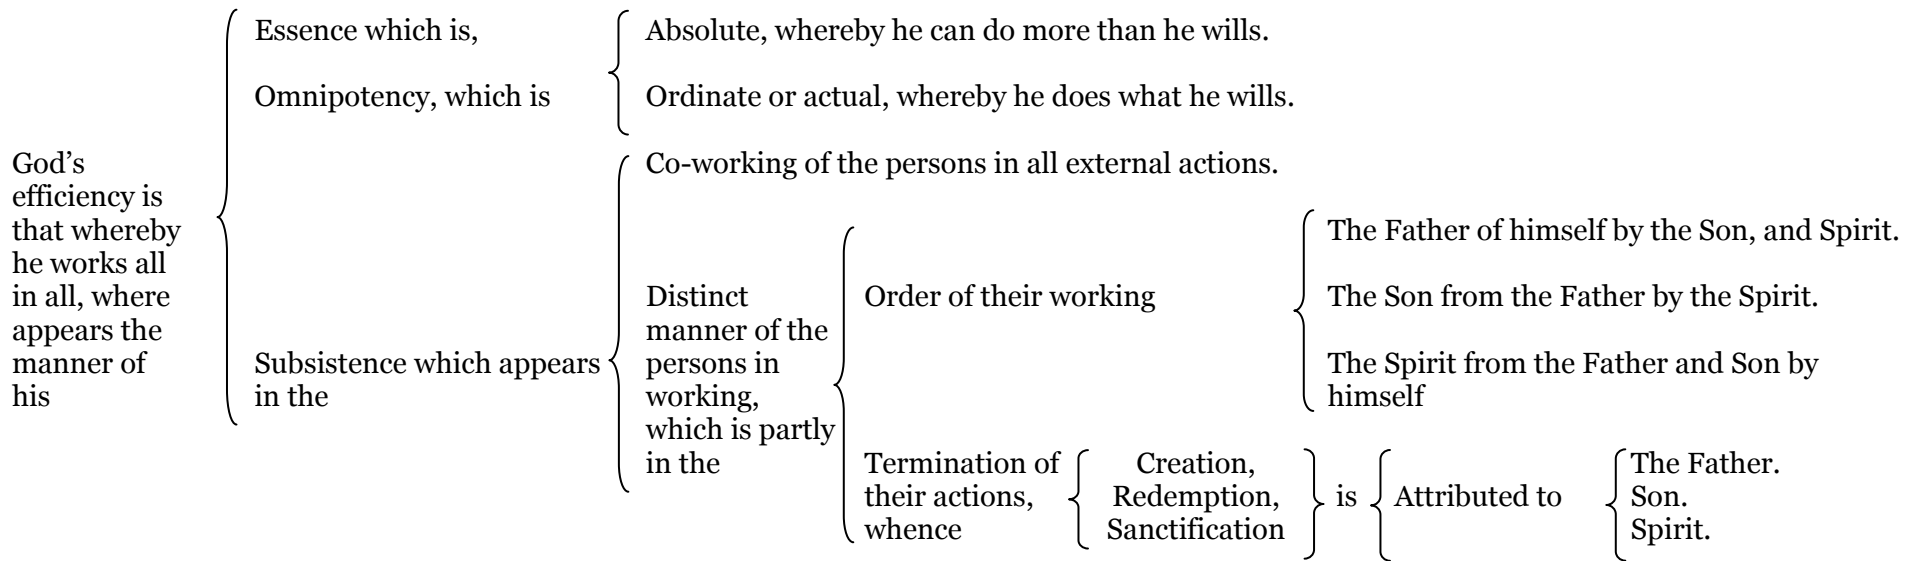 God’s
efficiency is
that whereby
he works all
in all, where
appears the
manner of
his
Essence which is,
Omnipotency, which is
Absolute, whereby he can do more than he wills.
Ordinate or actual, whereby he does what he wills.
Subsistence which appears
in the
Co-working of the persons in all external actions.
Distinct
manner of the
persons in
working,
which is partly
in the
Order of their working
The Father of himself by the Son, and Spirit.
The Son from the Father by the Spirit.
The Spirit from the Father and Son by
himself
Termination of
their actions,
whence
Creation,
Redemption,
Sanctification
is
Attributed to
The Father.
Son.
Spirit.